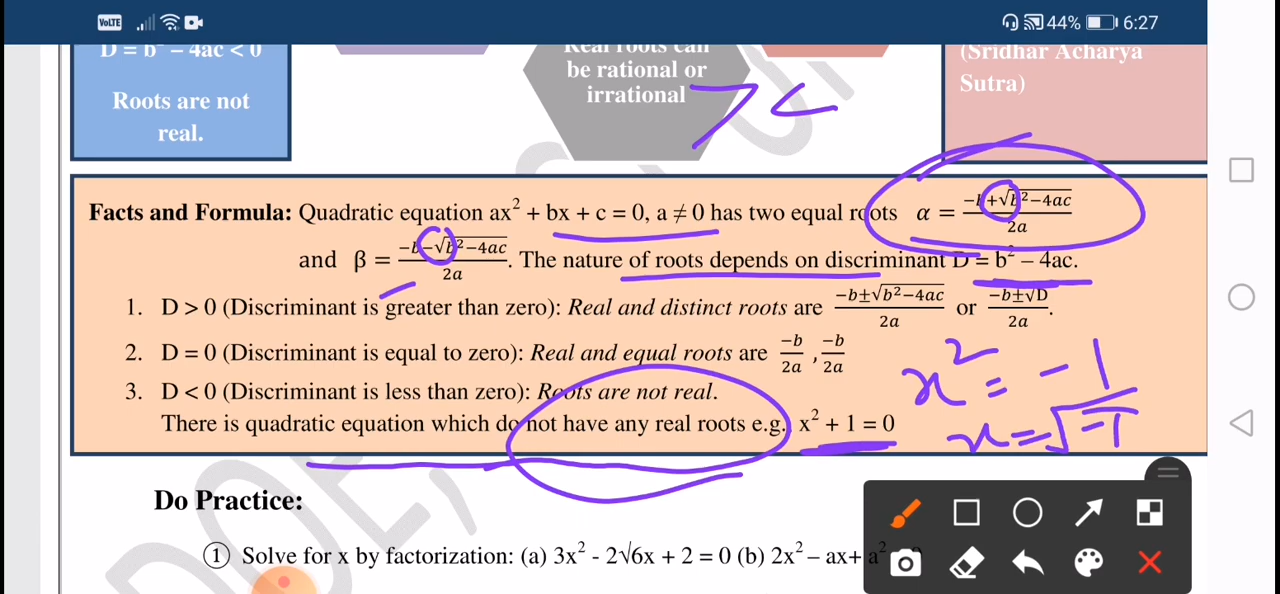 VoLTE 44% 6:27
D = b² − 4ac < 0
Roots are not
real.
Real roots can
be rational or
irrational
(Sridhar Acharya
Sutra)
Facts and Formula: Quadratic equation ax² + bx + c = 0, a ≠ 0 has two equal roots α = (−b+√b²−4ac)/2a
and β = (−b−√b²−4ac)/2a. The nature of roots depends on discriminant D = b² − 4ac.
1. D > 0 (Discriminant is greater than zero): Real and distinct roots are (−b±√b²−4ac)/2a or (−b±√D)/2a.
2. D = 0 (Discriminant is equal to zero): Real and equal roots are −b/2a , −b/2a
3. D < 0 (Discriminant is less than zero): Roots are not real.
There is quadratic equation which do not have any real roots e.g., x² + 1 = 0
x² = −1
x = √−1
Do Practice:
① Solve for x by factorization: (a) 3x² - 2√6x + 2 = 0 (b) 2x² – ax+ a²